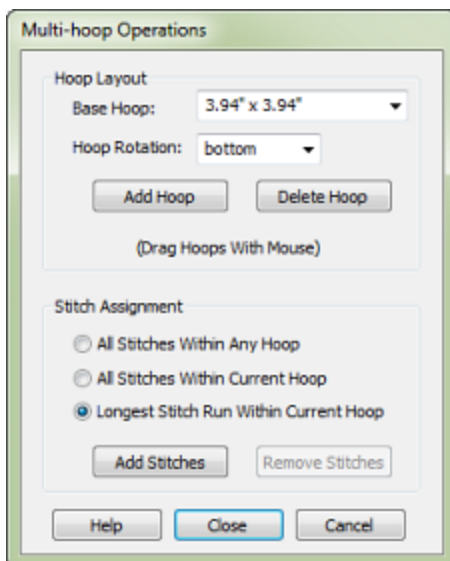 Multi-hoop Operations
Hoop Layout
Base Hoop: 3.94" x 3.94"
Hoop Rotation: bottom
Add Hoop Delete Hoop
(Drag Hoops With Mouse)
Stitch Assignment
All Stitches Within Any Hoop
All Stitches Within Current Hoop
Longest Stitch Run Within Current Hoop
Add Stitches Remove Stitches
Help Close Cancel